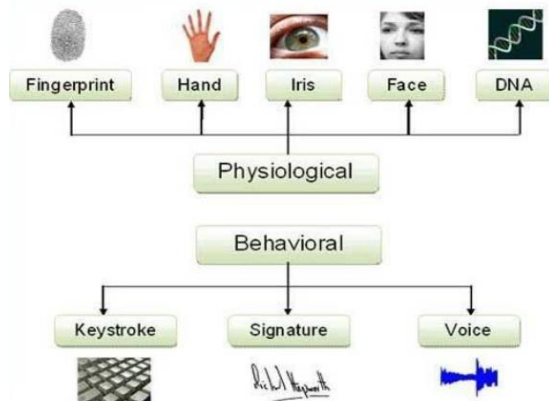 Fingerprint
Hand
Iris
Face
DNA
Physiological
Behavioral
Keystroke
Signature
Voice